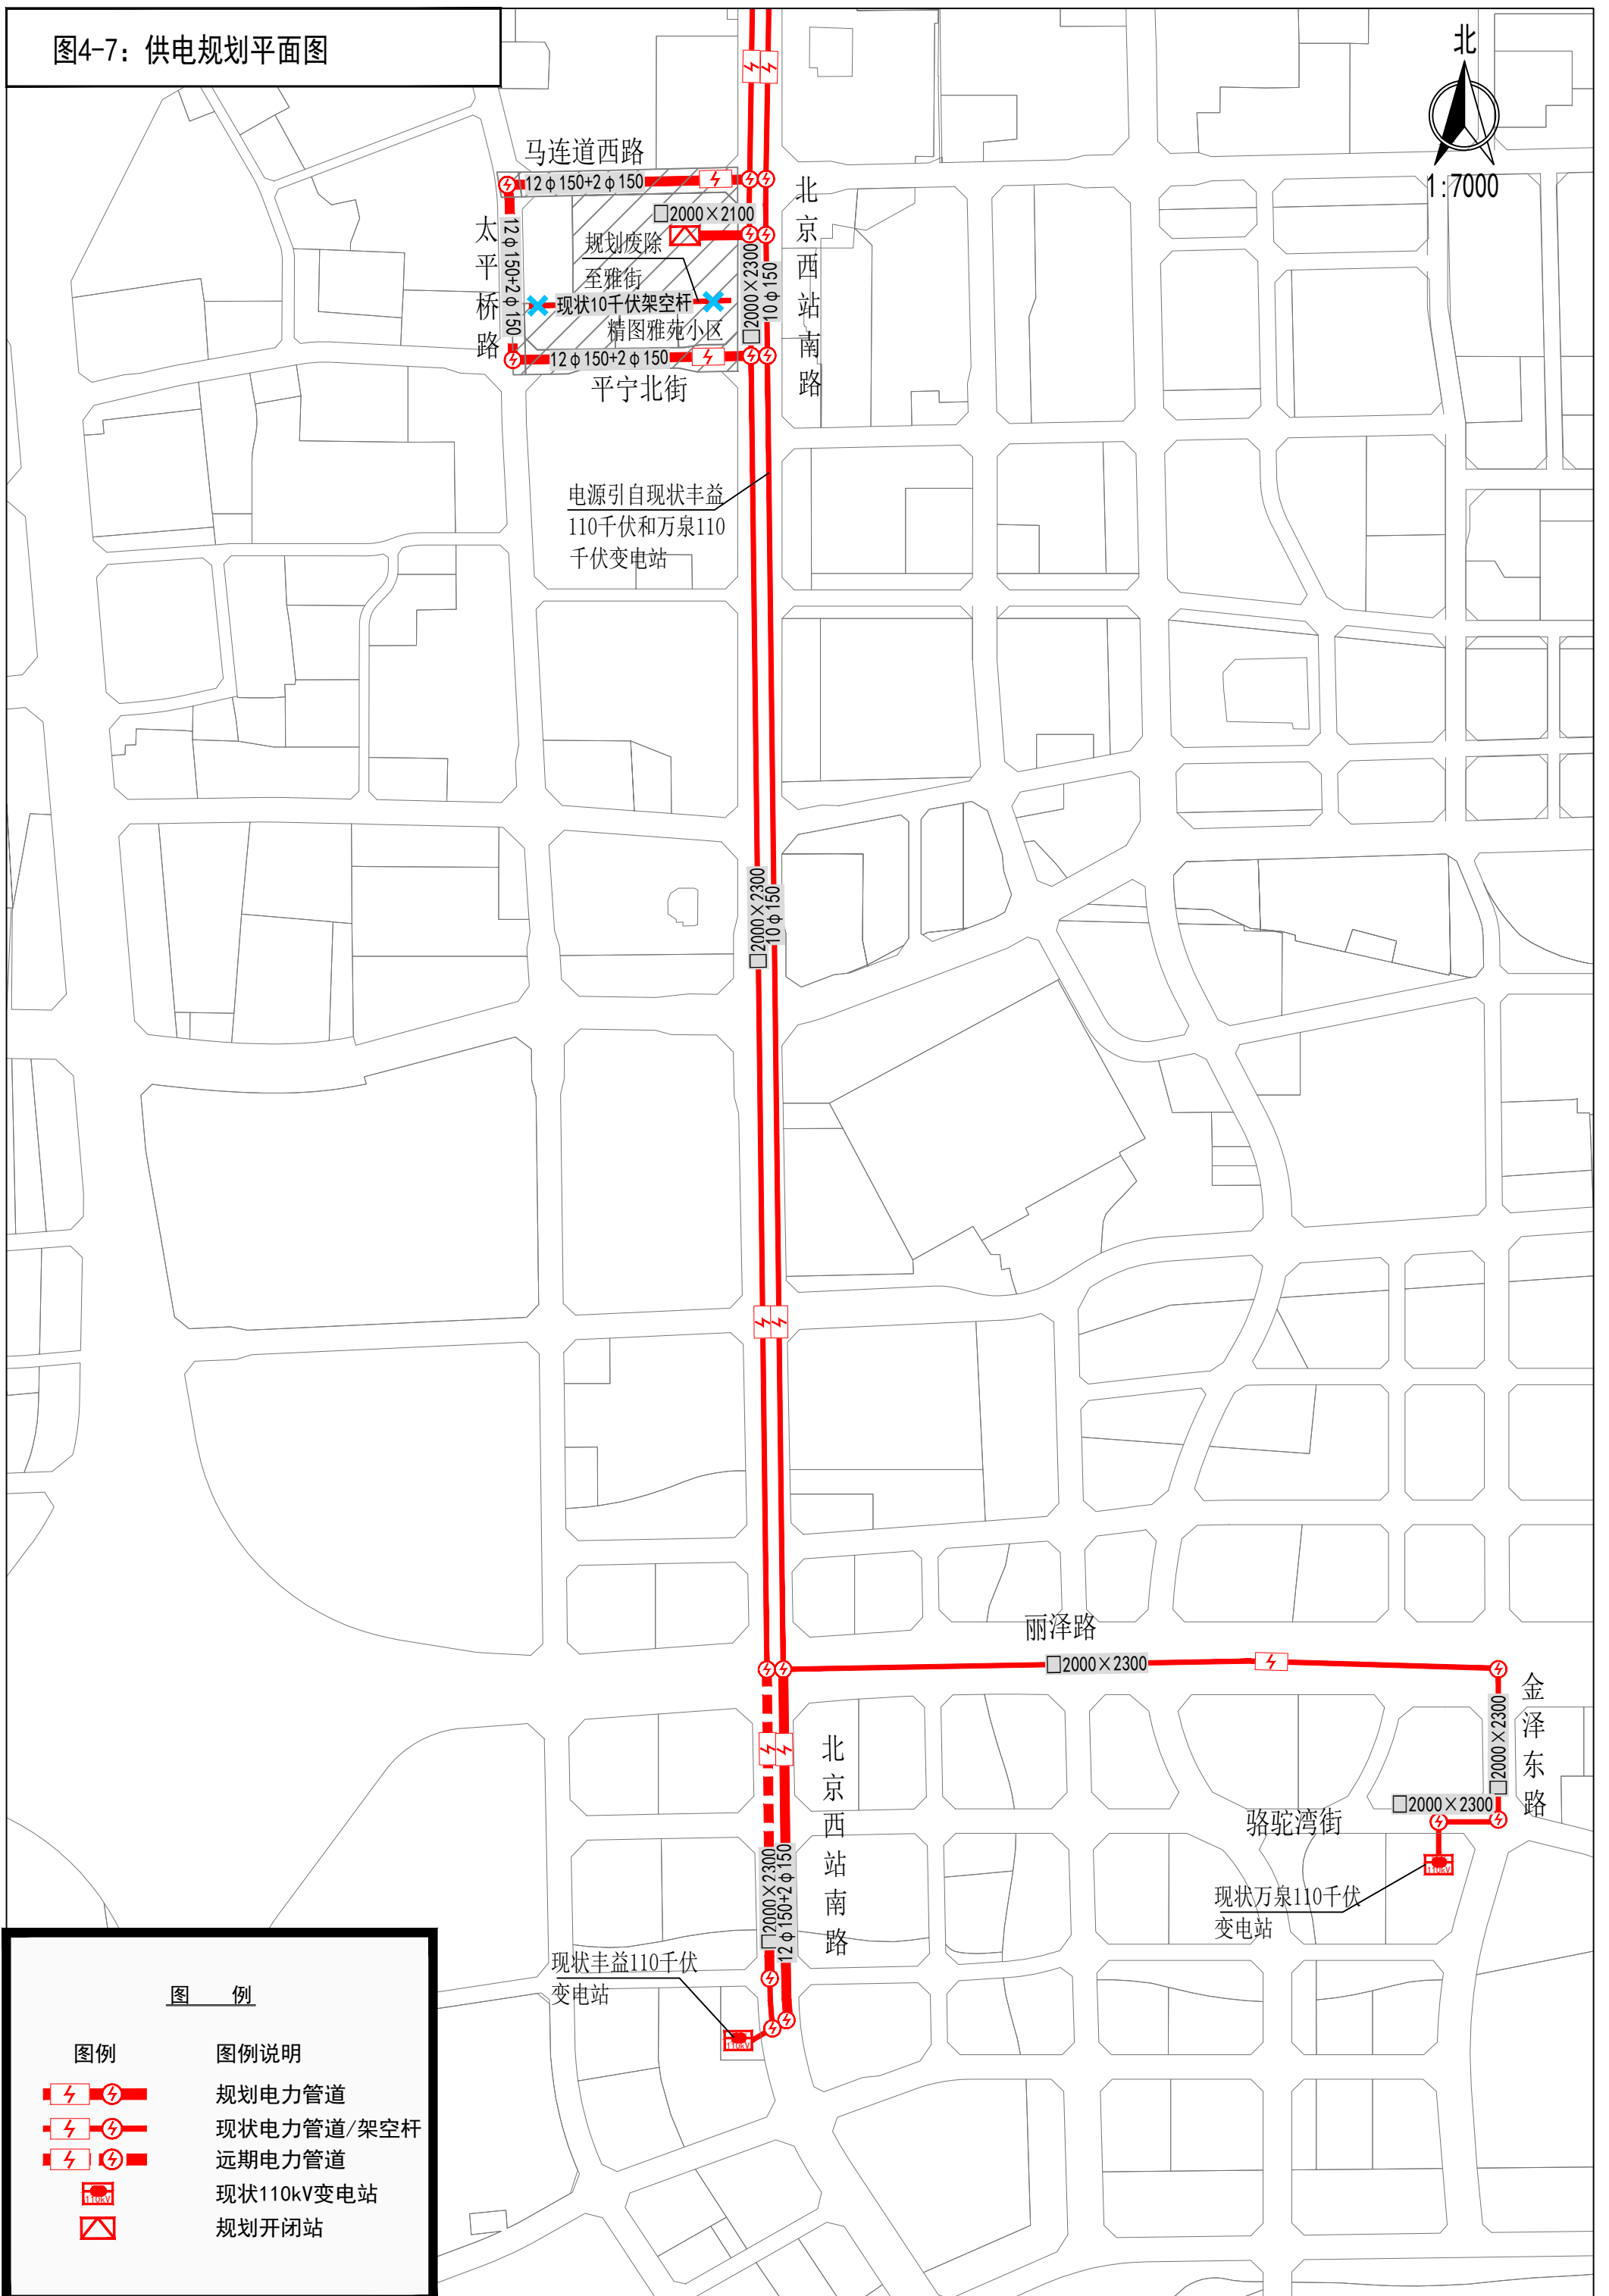 图4-7：供电规划平面图
北
1:7000
马连道西路
12φ150+2φ150
太平桥路
12φ150+2φ150
□2000×2100
规划废除
至雅街
现状10千伏架空杆
精图雅苑小区
12φ150+2φ150
平宁北街
□2000×2300
10φ150
北京西站南路
电源引自现状丰益
110千伏和万泉110
千伏变电站
□2000×2300
10φ150
丽泽路
□2000×2300
金泽东路
□2000×2300
□2000×2300
骆驼湾街
110kV
现状万泉110千伏
变电站
北京西站南路
□2000×2300
12φ150+2φ150
现状丰益110千伏
变电站
110kV
图 例
图例 图例说明
规划电力管道
现状电力管道/架空杆
远期电力管道
110kV 现状110kV变电站
规划开闭站